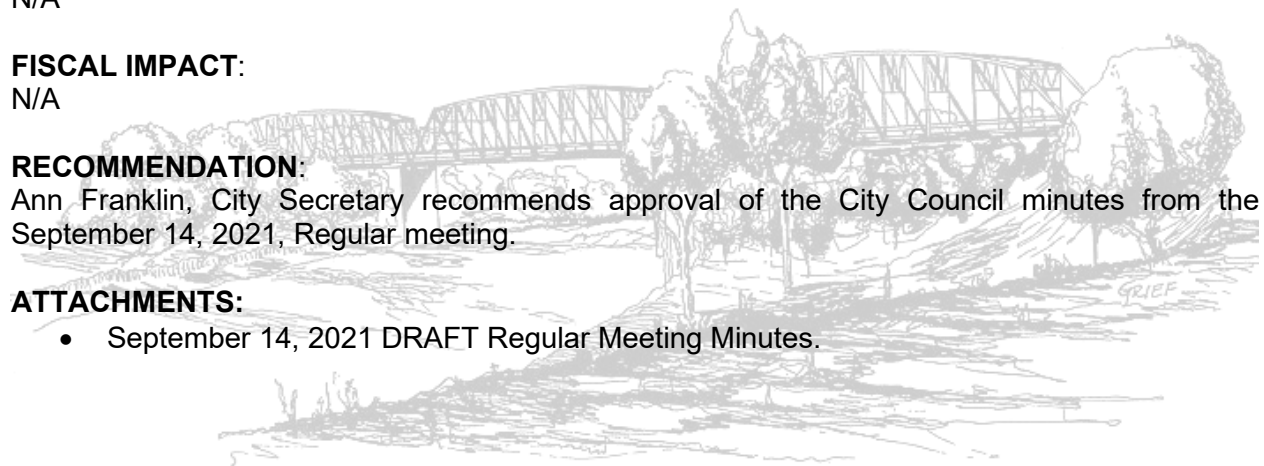 N/A
FISCAL IMPACT:
N/A
RECOMMENDATION:
Ann Franklin, City Secretary recommends approval of the City Council minutes from the
September 14, 2021, Regular meeting.
GRIEF
ATTACHMENTS:
• September 14, 2021 DRAFT Regular Meeting Minutes.